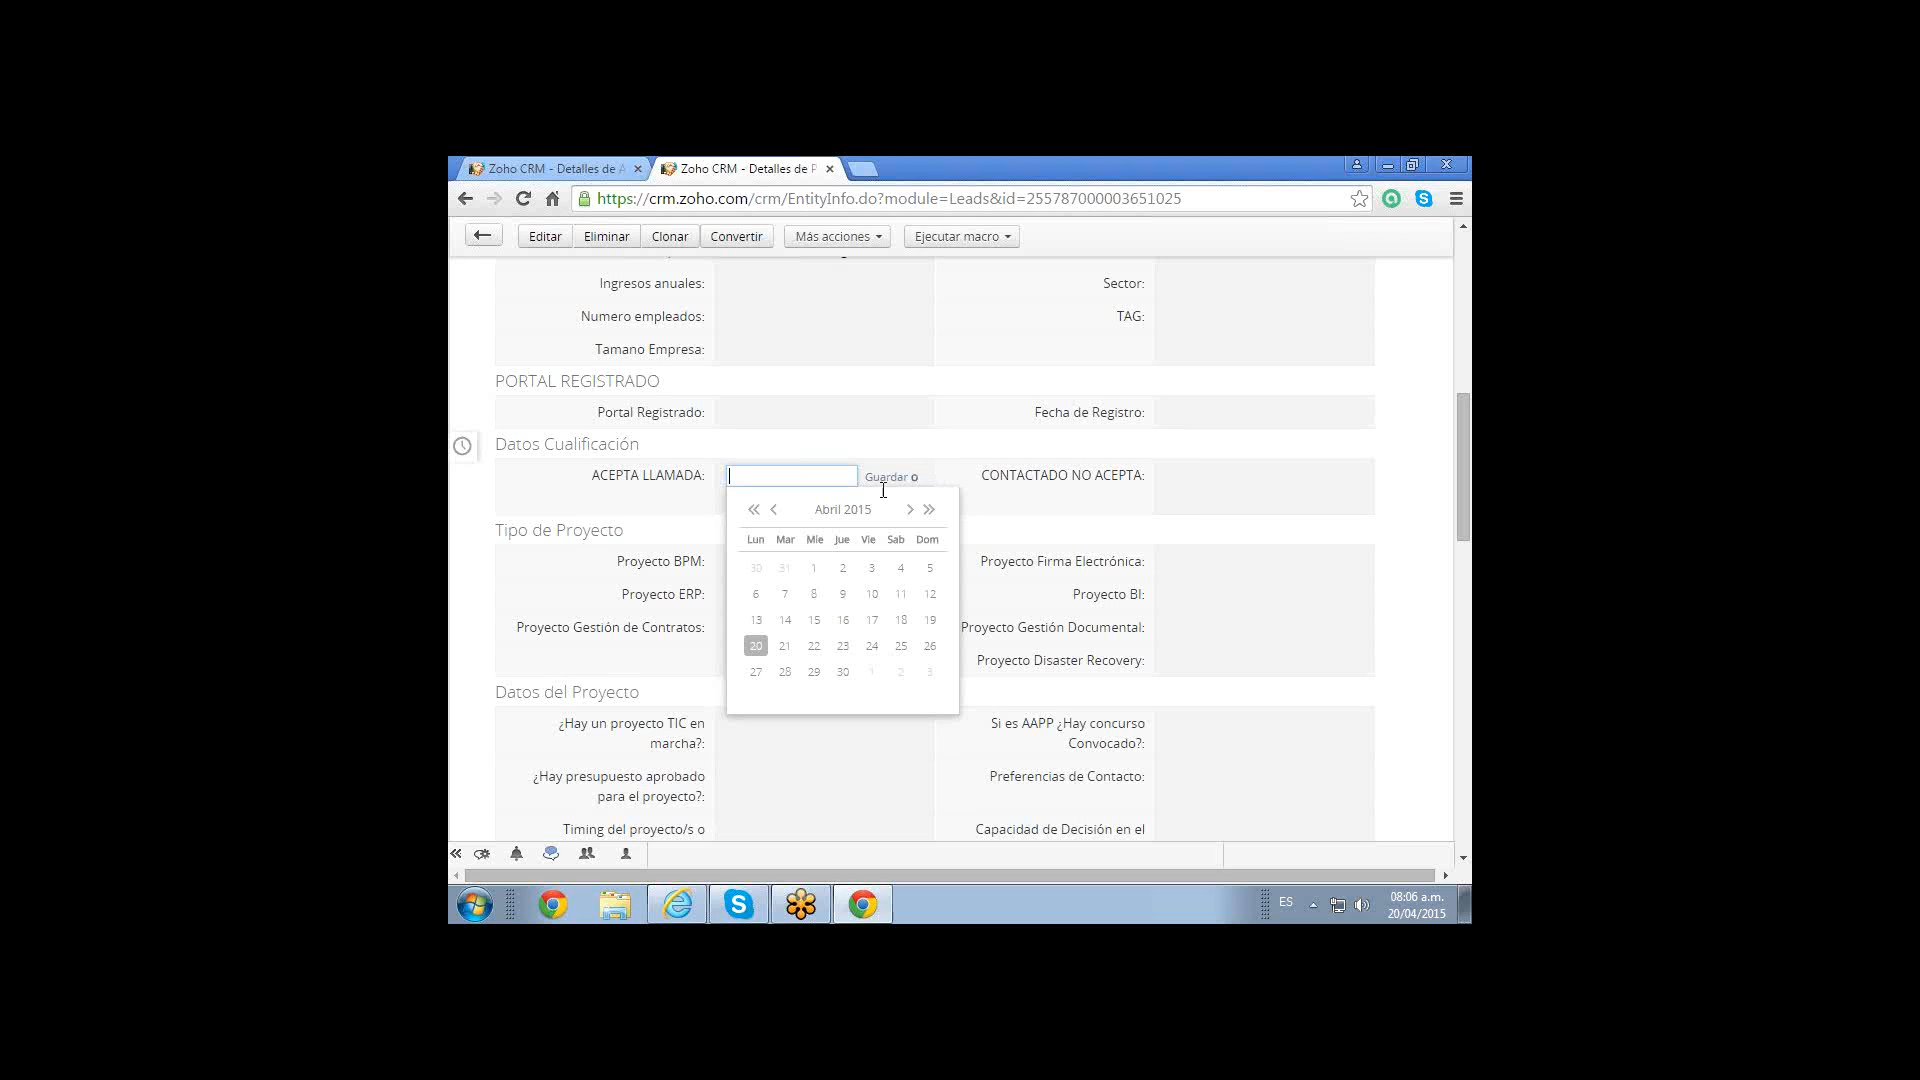 Zoho CRM - Detalles de A
Zoho CRM - Detalles de P
https://crm.zoho.com/crm/EntityInfo.do?module=Leads&id=255787000003651025
Editar Eliminar Clonar Convertir Más acciones Ejecutar macro
Ingresos anuales: Sector:
Numero empleados: TAG:
Tamano Empresa:
PORTAL REGISTRADO
Portal Registrado: Fecha de Registro:
Datos Cualificación
ACEPTA LLAMADA: Guardar o CONTACTADO NO ACEPTA:
Abril 2015
Lun Mar Mie Jue Vie Sab Dom
30 31 1 2 3 4 5
6 7 8 9 10 11 12
13 14 15 16 17 18 19
20 21 22 23 24 25 26
27 28 29 30 1 2 3
Tipo de Proyecto
Proyecto BPM: Proyecto Firma Electrónica:
Proyecto ERP: Proyecto BI:
Proyecto Gestión de Contratos: Proyecto Gestión Documental:
Proyecto Disaster Recovery:
Datos del Proyecto
¿Hay un proyecto TIC en marcha?:
Si es AAPP ¿Hay concurso Convocado?:
¿Hay presupuesto aprobado para el proyecto?:
Preferencias de Contacto:
Timing del proyecto/s o
Capacidad de Decisión en el
ES
08:06 a.m.
20/04/2015